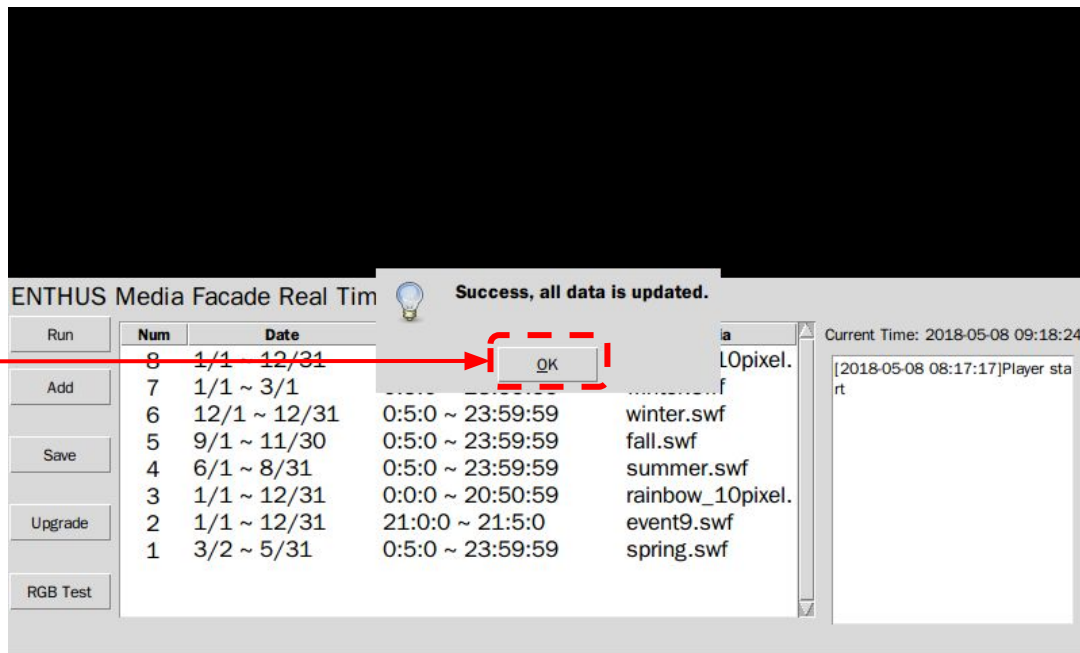 ENTHUS Media Facade Real Tim
Success, all data is updated.
OK
Run
Add
Save
Upgrade
RGB Test
Num Date ia
8 1/1 ~ 12/31 10pixel.
7 1/1 ~ 3/1
6 12/1 ~ 12/31 0:5:0 ~ 23:59:59 winter.swf
5 9/1 ~ 11/30 0:5:0 ~ 23:59:59 fall.swf
4 6/1 ~ 8/31 0:5:0 ~ 23:59:59 summer.swf
3 1/1 ~ 12/31 0:0:0 ~ 20:50:59 rainbow_10pixel.
2 1/1 ~ 12/31 21:0:0 ~ 21:5:0 event9.swf
1 3/2 ~ 5/31 0:5:0 ~ 23:59:59 spring.swf
Current Time: 2018-05-08 09:18:24
[2018-05-08 08:17:17]Player sta
rt